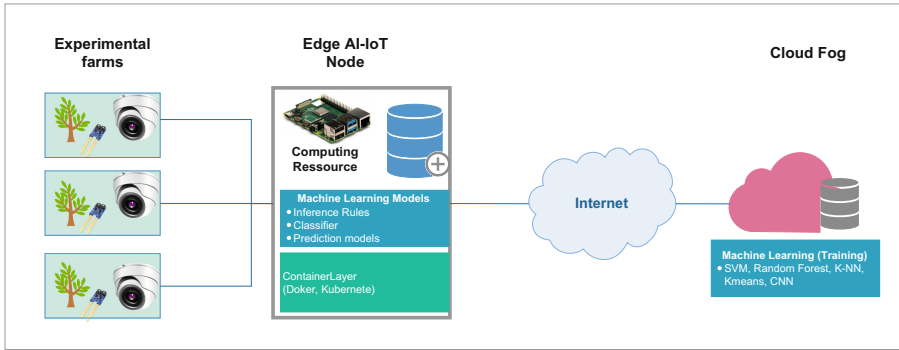 Experimental
farms
Edge AI-IoT
Node
Cloud Fog
Computing
Ressource
Machine Learning Models
• Inference Rules
• Classifier
• Prediction models
ContainerLayer
(Doker, Kubernete)
Internet
Machine Learning (Training)
• SVM, Random Forest, K-NN,
Kmeans, CNN